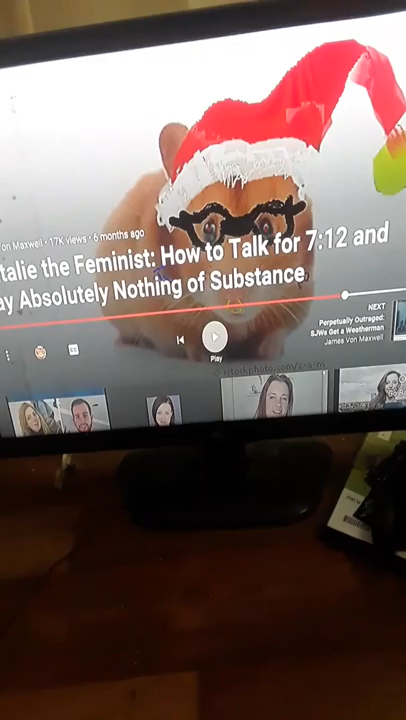 on Maxwell • 17K views • 6 months ago
talie the Feminist: How to Talk for 7:12 and
ay Absolutely Nothing of Substance
NEXT
Perpetually Outraged:
SJWs Get a Weatherman
James Von Maxwell
CC
Play